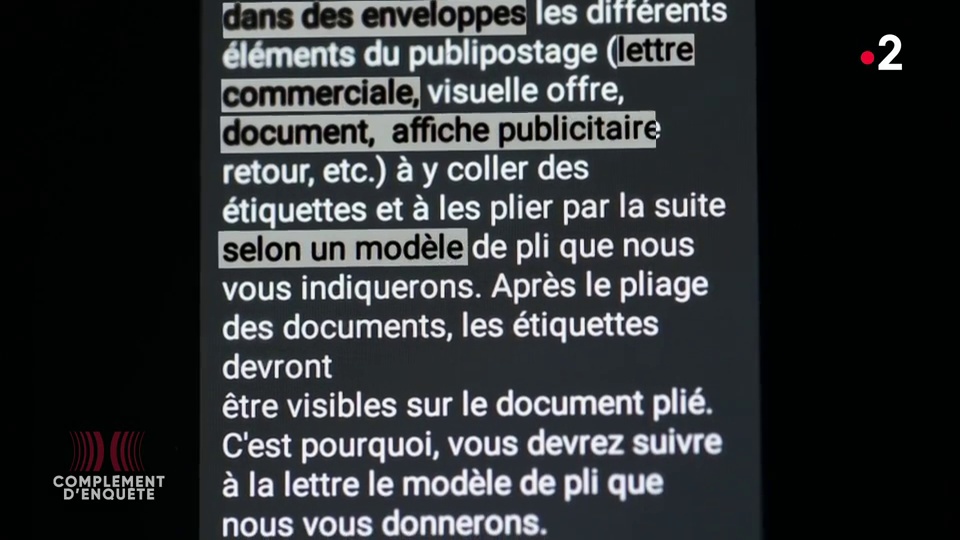 dans des enveloppes les différents
éléments du publipostage (lettre
commerciale, visuelle offre,
document, affiche publicitaire
retour, etc.) à y coller des
étiquettes et à les plier par la suite
selon un modèle de pli que nous
vous indiquerons. Après le pliage
des documents, les étiquettes
devront
être visibles sur le document plié.
C'est pourquoi, vous devrez suivre
à la lettre le modèle de pli que
nous vous donnerons.
2
COMPLÉMENT
D'ENQUÊTE